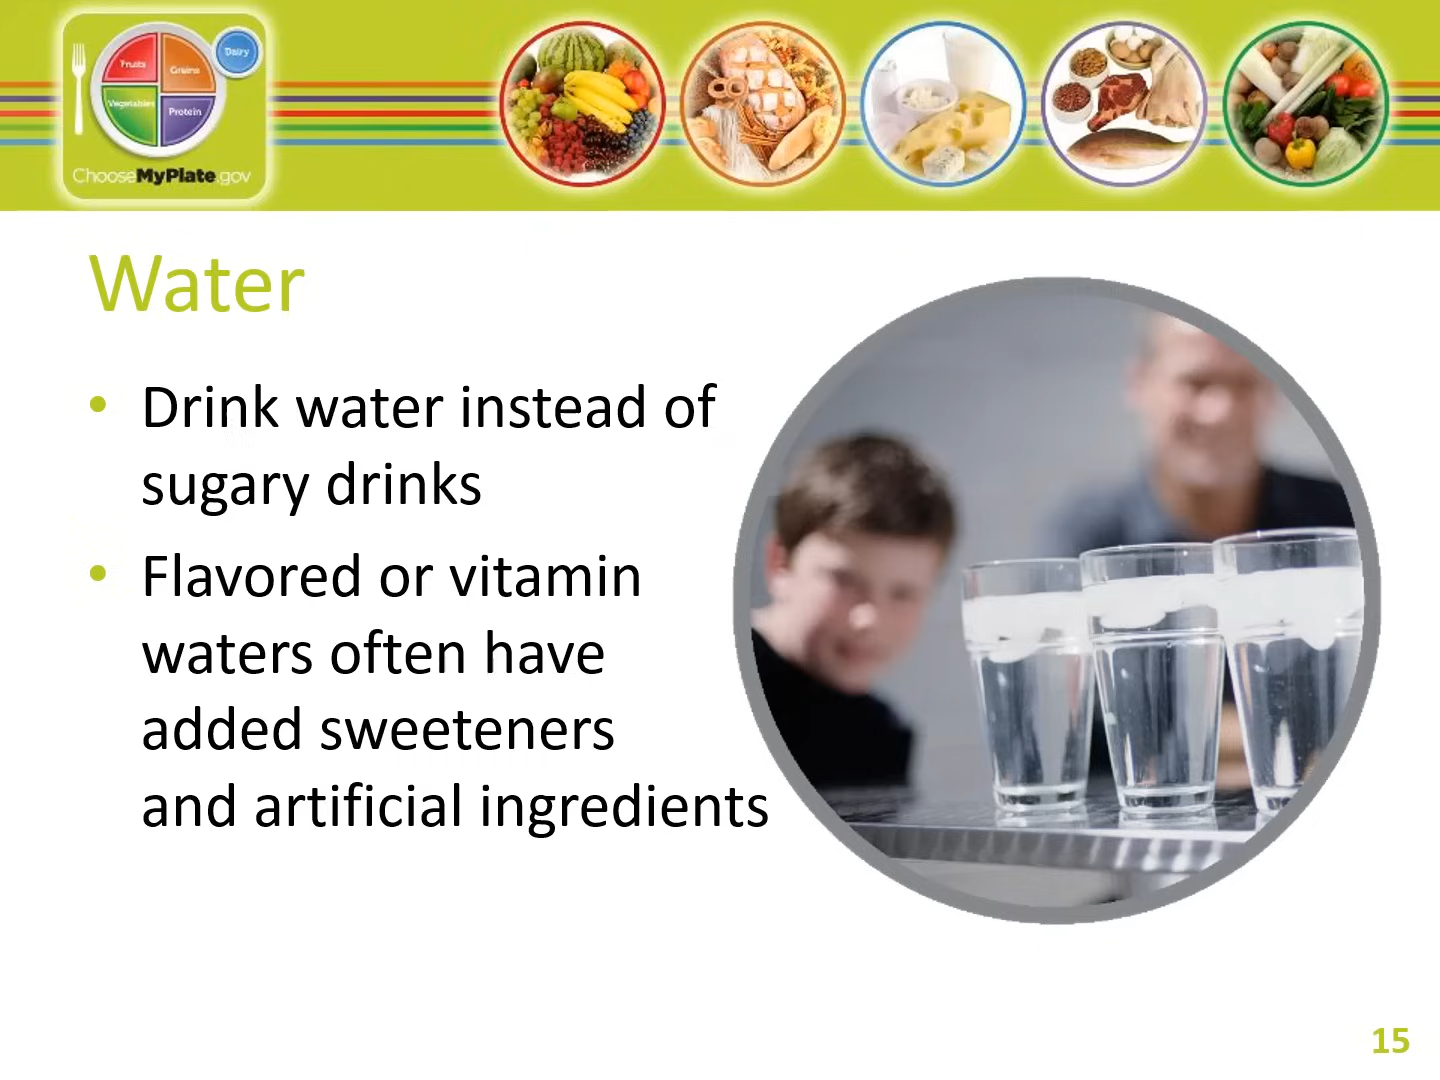 Fruits
Grains
Dairy
Vegetables
Protein
ChooseMyPlate.gov
Water
• Drink water instead of
sugary drinks
• Flavored or vitamin
waters often have
added sweeteners
and artificial ingredients
15